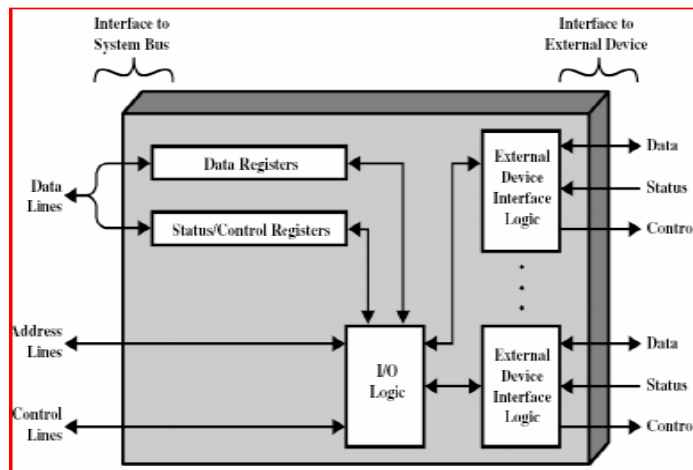 Interface to
System Bus
Interface to
External Device
Data Registers
External
Device
Interface
Logic
Data
Status
Contro
Data
Lines
Status/Control Registers
Address
Lines
I/O
Logic
External
Device
Interface
Logic
Data
Status
Contro
Control
Lines